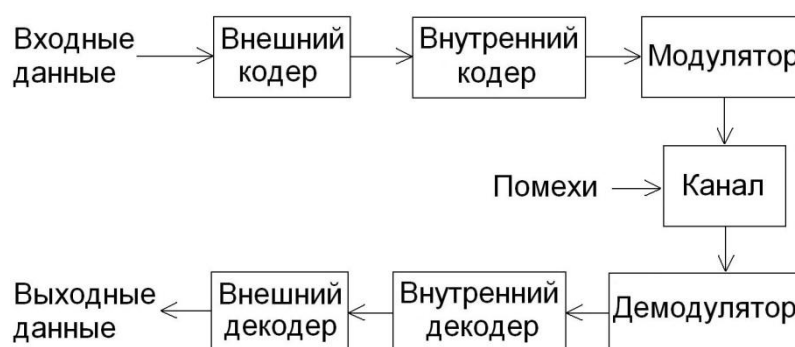 Входные
данные
Внешний
кодер
Внутренний
кодер
Модулятор
Помехи
Канал
Выходные
данные
Внешний
декодер
Внутренний
декодер
Демодулятор